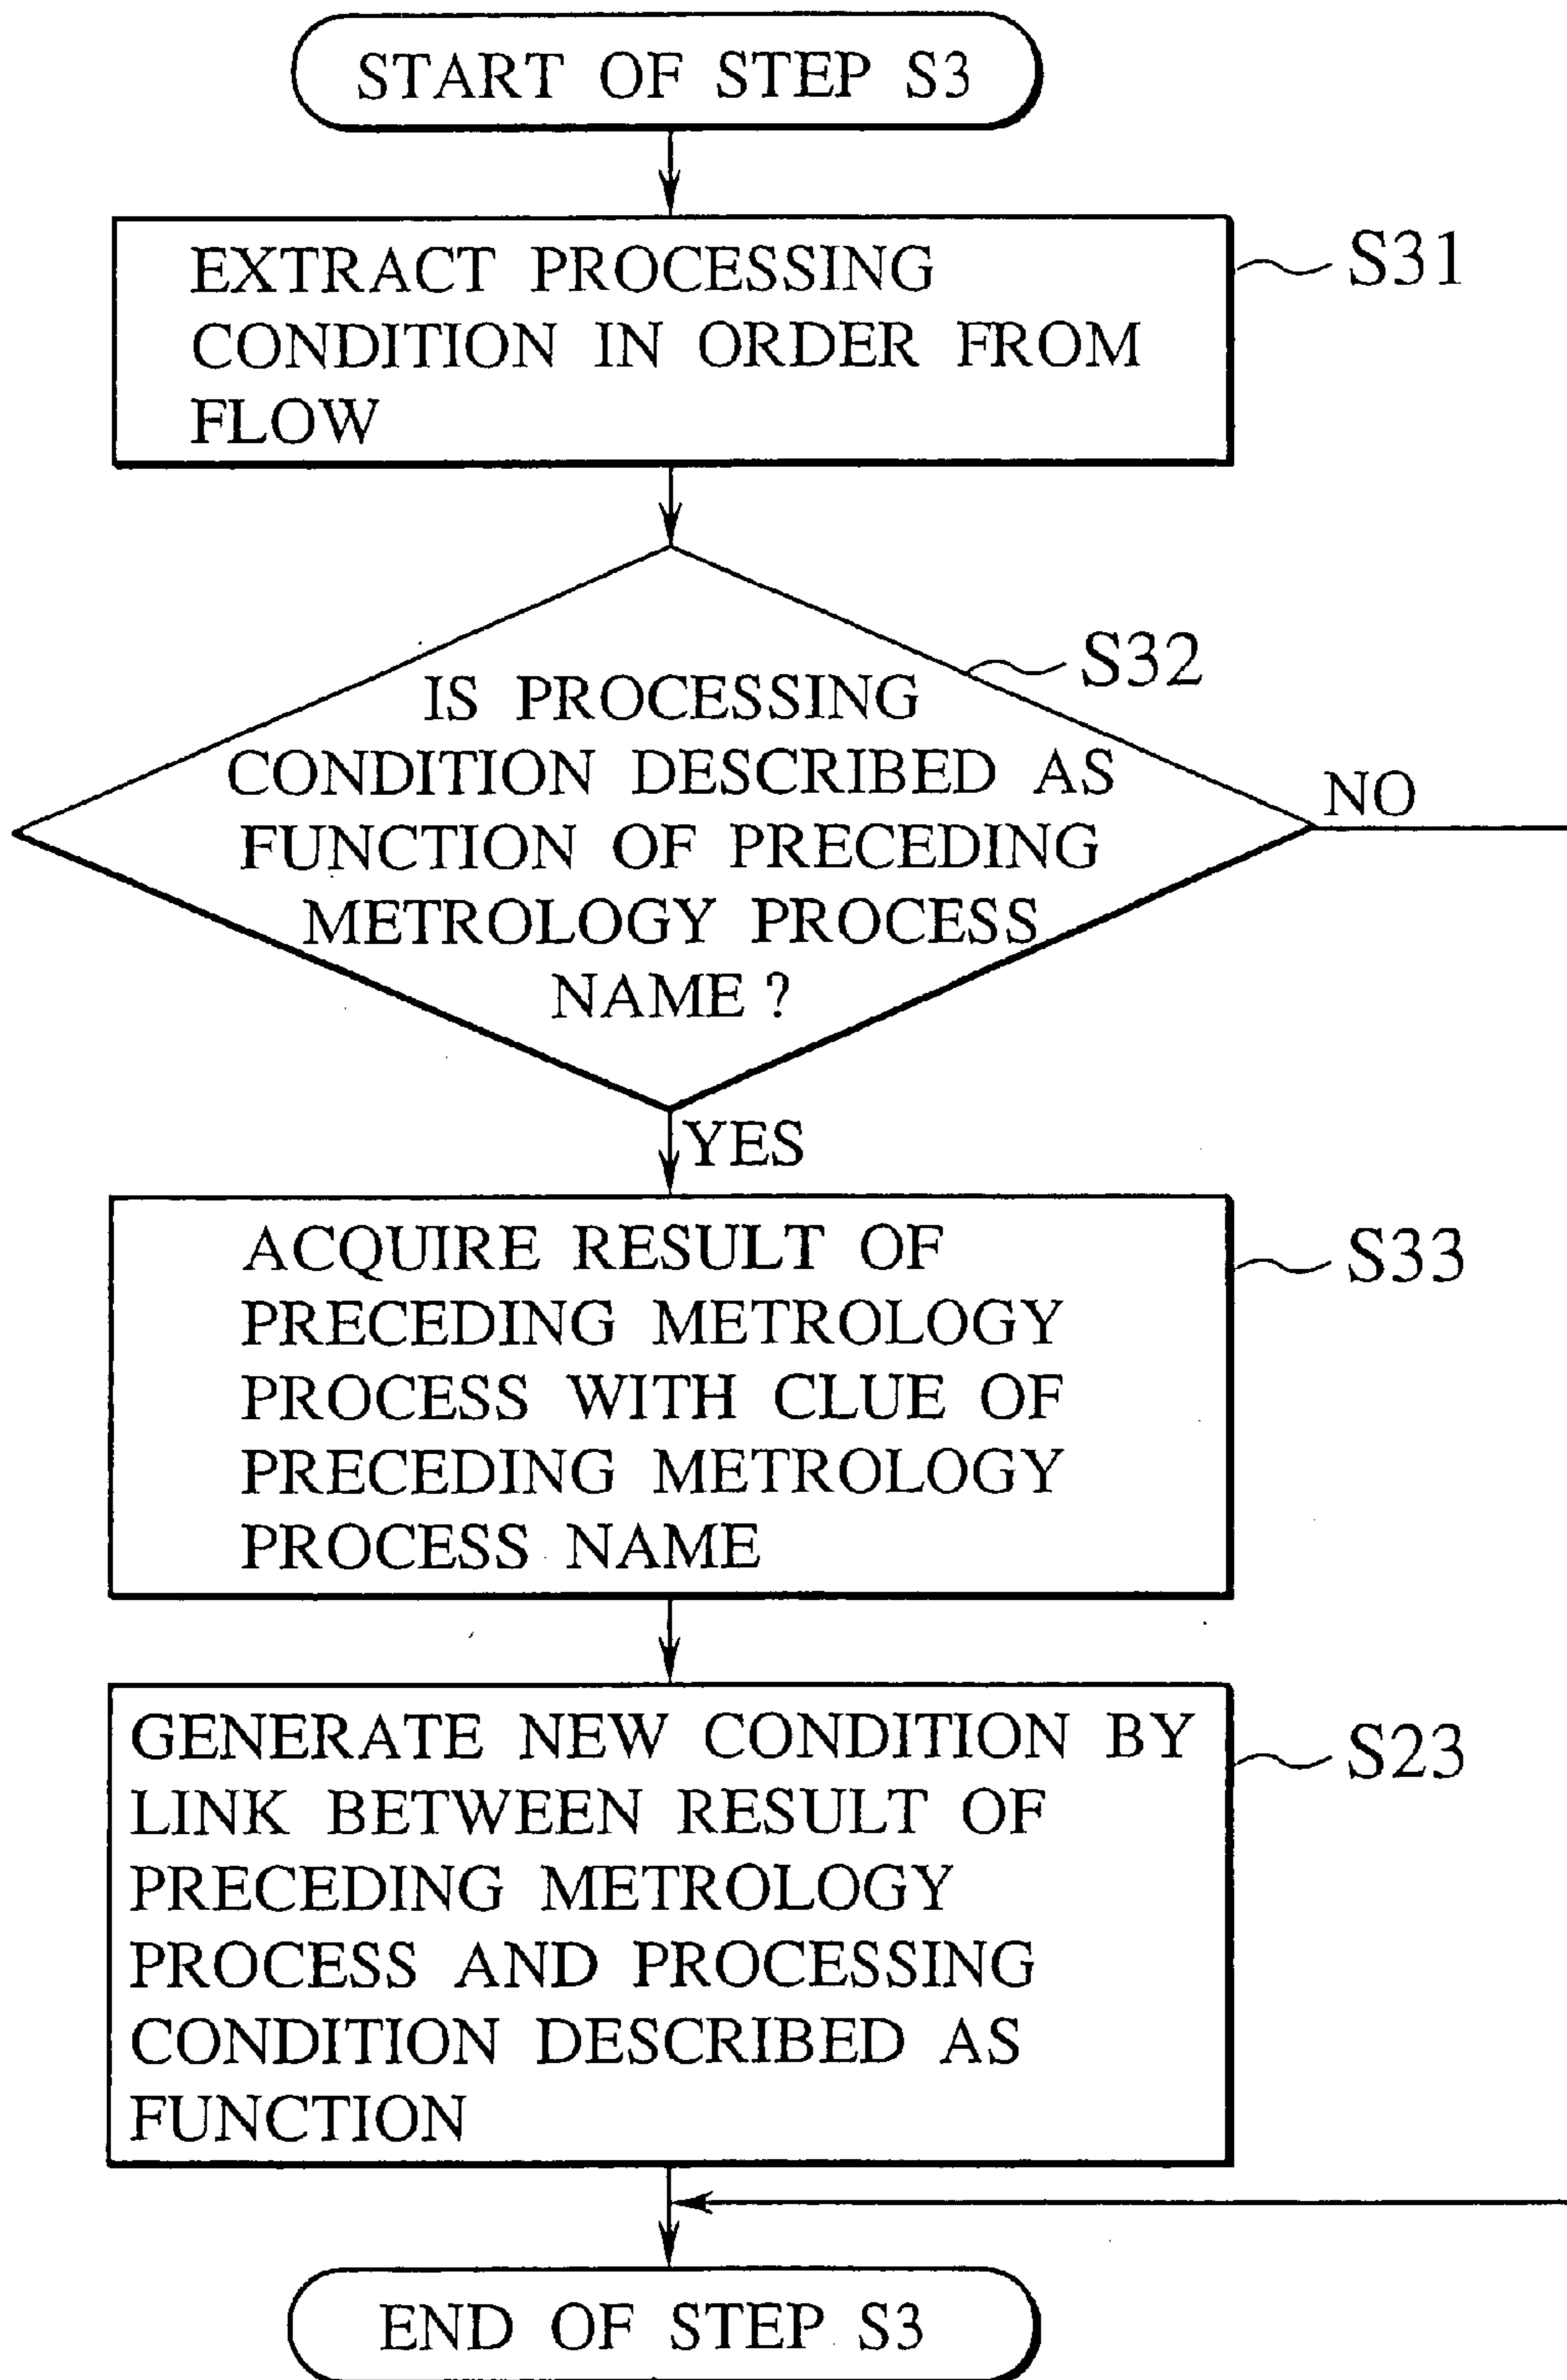 START OF STEP S3
EXTRACT PROCESSING
CONDITION IN ORDER FROM
FLOW
S31
S32
IS PROCESSING
CONDITION DESCRIBED AS
FUNCTION OF PRECEDING
METROLOGY PROCESS
NAME?
NO
YES
ACQUIRE RESULT OF
PRECEDING METROLOGY
PROCESS WITH CLUE OF
PRECEDING METROLOGY
PROCESS NAME
S33
GENERATE NEW CONDITION BY
LINK BETWEEN RESULT OF
PRECEDING METROLOGY
PROCESS AND PROCESSING
CONDITION DESCRIBED AS
FUNCTION
S23
END OF STEP S3